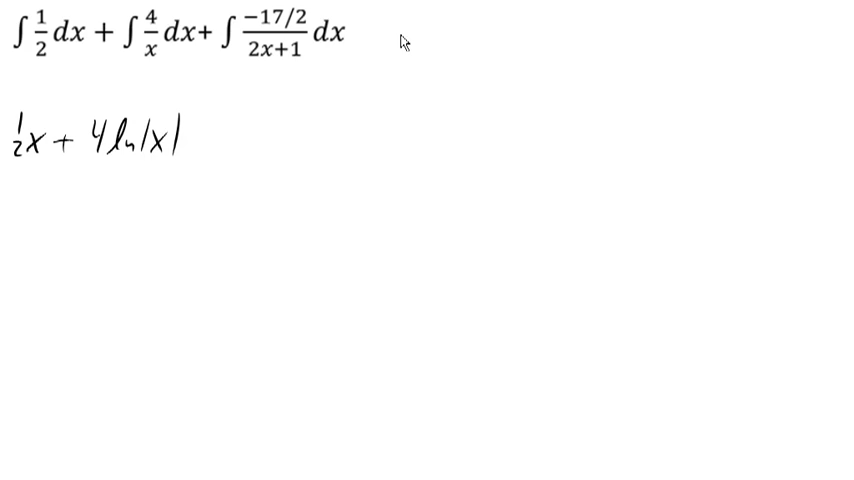 ∫ 1/2 dx + ∫ 4/x dx+ ∫ (−17/2)/(2x+1) dx
1/2 x + 4 ln|x|